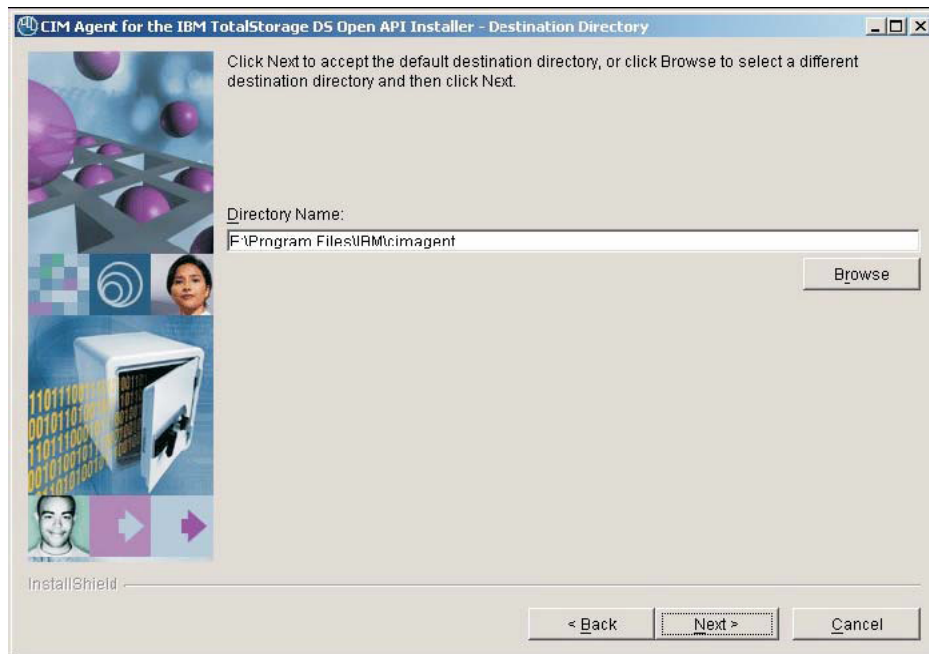 CIM Agent for the IBM TotalStorage DS Open API Installer - Destination Directory
Click Next to accept the default destination directory, or click Browse to select a different
destination directory and then click Next.
Directory Name:
E:\Program Files\IBM\cimagent
Browse
InstallShield
< Back
Next >
Cancel